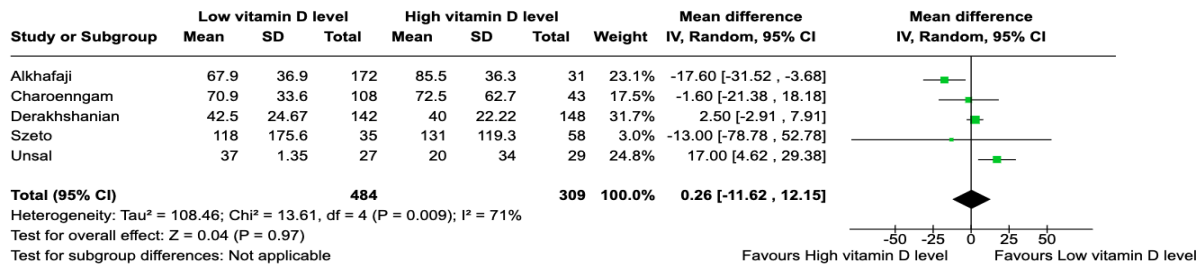 Low vitamin D level High vitamin D level Mean difference Mean difference
Study or Subgroup Mean SD Total Mean SD Total Weight IV, Random, 95% CI IV, Random, 95% CI
Alkhafaji 67.9 36.9 172 85.5 36.3 31 23.1% -17.60 [-31.52 , -3.68]
Charoenngam 70.9 33.6 108 72.5 62.7 43 17.5% -1.60 [-21.38 , 18.18]
Derakhshanian 42.5 24.67 142 40 22.22 148 31.7% 2.50 [-2.91 , 7.91]
Szeto 118 175.6 35 131 119.3 58 3.0% -13.00 [-78.78 , 52.78]
Unsal 37 1.35 27 20 34 29 24.8% 17.00 [4.62 , 29.38]
Total (95% CI) 484 309 100.0% 0.26 [-11.62 , 12.15]
Heterogeneity: Tau² = 108.46; Chi² = 13.61, df = 4 (P = 0.009); I² = 71%
Test for overall effect: Z = 0.04 (P = 0.97) -50 -25 0 25 50
Test for subgroup differences: Not applicable Favours High vitamin D level Favours Low vitamin D level